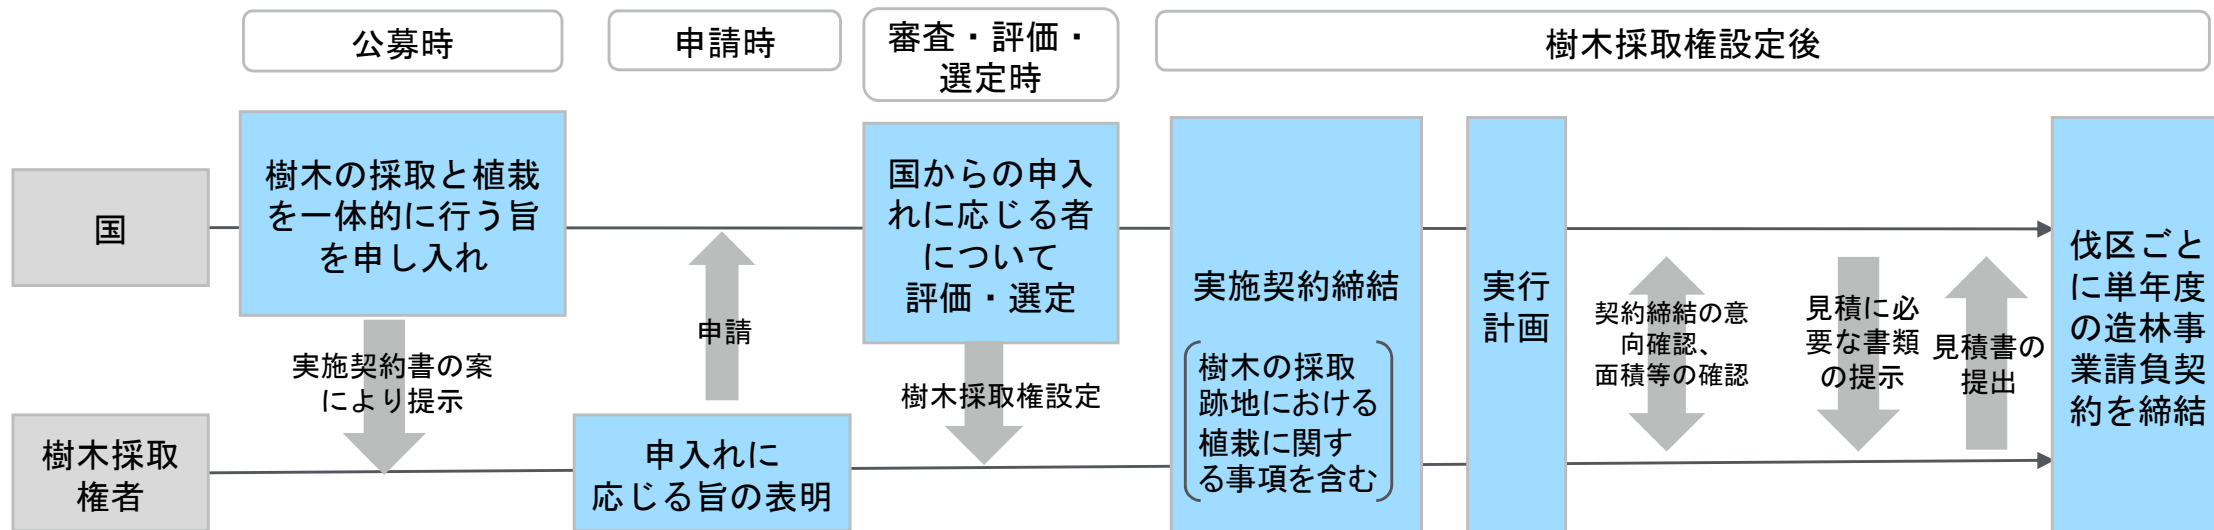 公募時
申請時
審査・評価・
選定時
樹木採取権設定後
国
樹木の採取と植栽
を一体的に行う旨
を申し入れ
国からの申入
れに応じる者
について
評価・選定
実施契約締結
樹木の採取
跡地における
植栽に関す
る事項を含む
実行
計画
伐区ごと
に単年度
の造林事
業請負契
約を締結
実施契約書の案
により提示
申請
樹木採取権設定
契約締結の意
向確認、
面積等の確認
見積に必
要な書類
の提示
見積書の
提出
樹木採取
権者
申入れに
応じる旨の表明